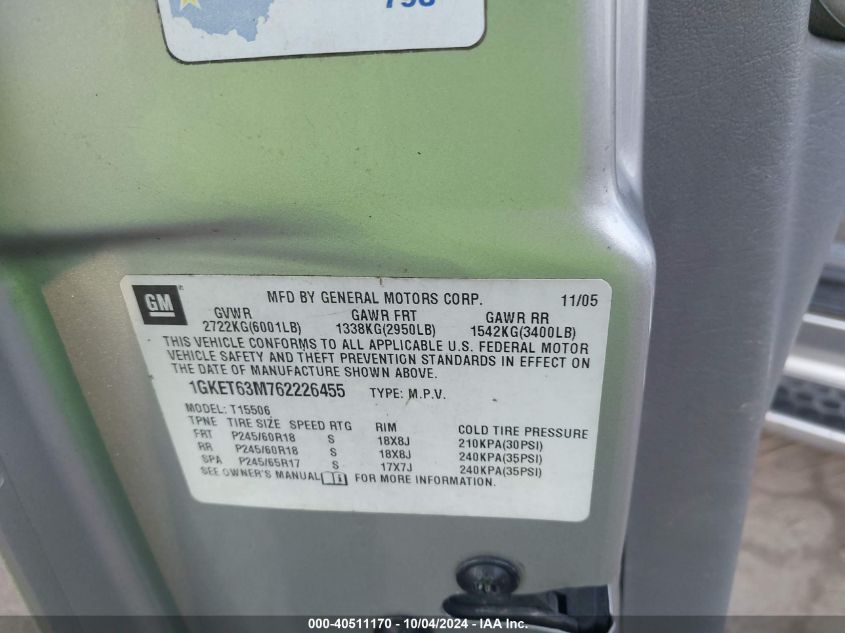 798
GM
MFD BY GENERAL MOTORS CORP. 11/05
GVWR GAWR FRT GAWR RR
2722KG(6001LB) 1338KG(2950LB) 1542KG(3400LB)
THIS VEHICLE CONFORMS TO ALL APPLICABLE U.S. FEDERAL MOTOR
VEHICLE SAFETY AND THEFT PREVENTION STANDARDS IN EFFECT ON
THE DATE OF MANUFACTURE SHOWN ABOVE.
1GKET63M762226455 TYPE: M.P.V.
MODEL: T15506
TPNE TIRE SIZE SPEED RTG RIM COLD TIRE PRESSURE
FRT P245/60R18 S 18X8J 210KPA(30PSI)
RR P245/60R18 S 18X8J 240KPA(35PSI)
SPA P245/65R17 S 17X7J 240KPA(35PSI)
SEE OWNER'S MANUAL FOR MORE INFORMATION.
000-40511170 - 10/04/2024 - IAAI.com